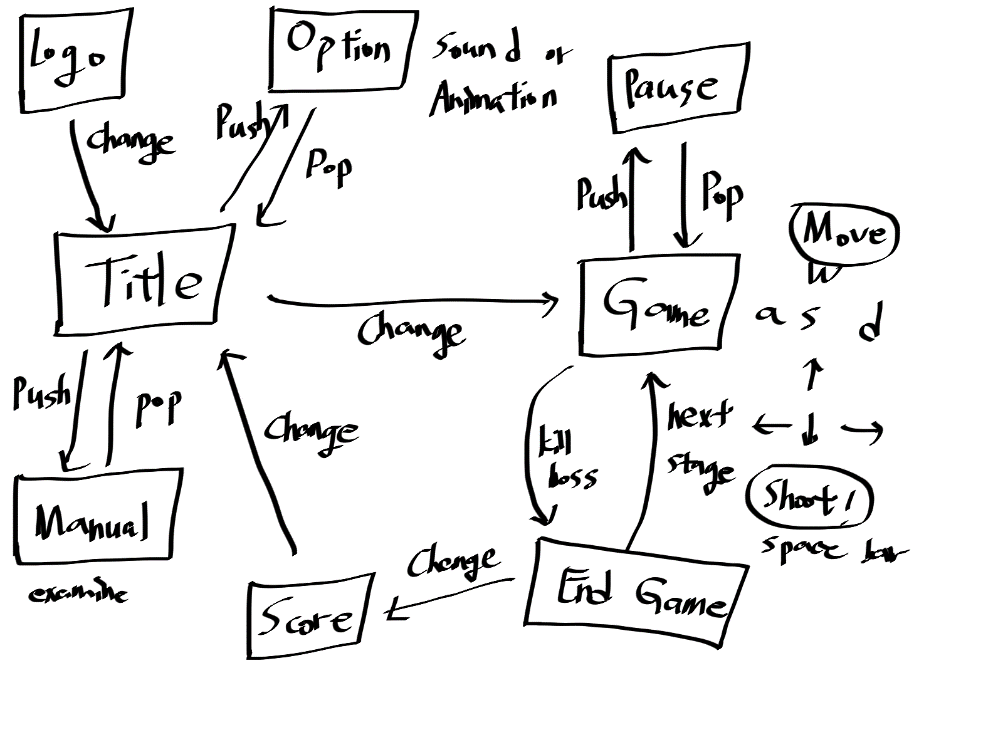 Logo
Option
Sound or
Animation
Pause
Change
Push
Pop
Push
Pop
Move
w
a s d
Title
Game
Change
Push
Pop
Change
kill
boss
next
stage
Shoot!
space bar
Manual
examine
Score
Change
End Game